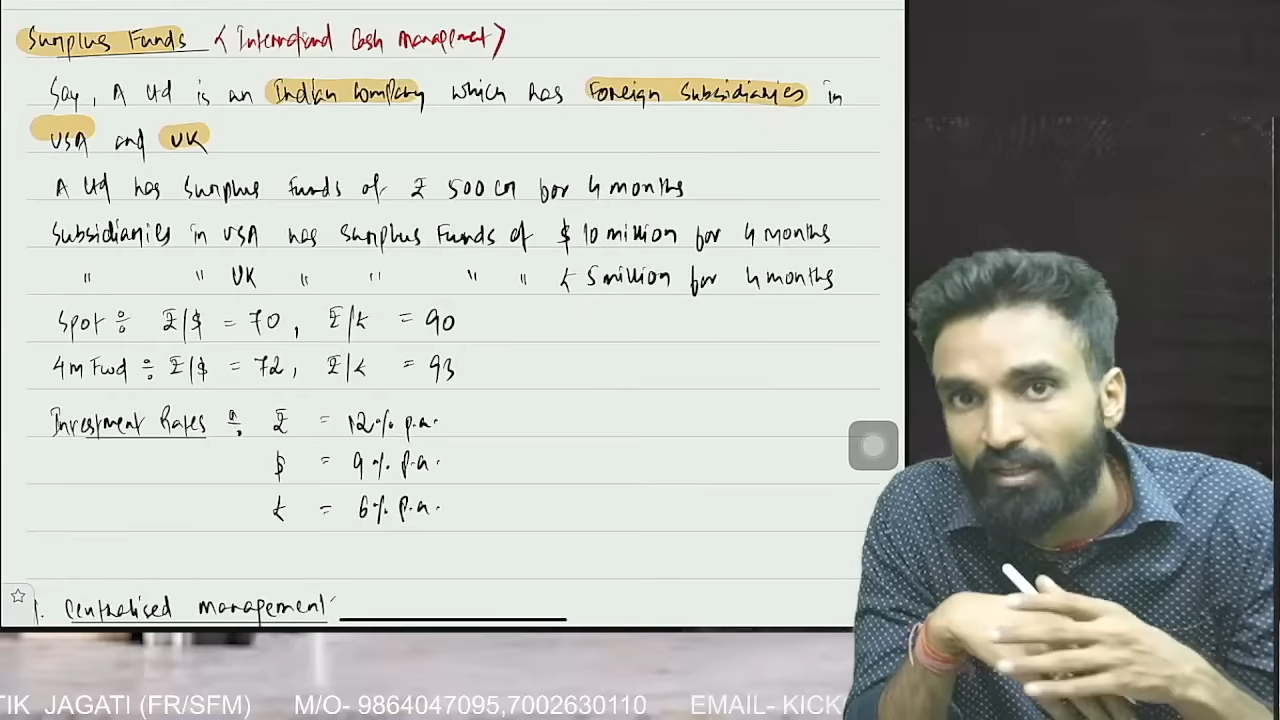 Surplus Funds (International Cash Management)
Say, A Ltd is an Indian Company which has Foreign Subsidiaries in
USA and UK
A Ltd has Surplus Funds of ₹ 500 cr for 4 months
Subsidiaries in USA has Surplus Funds of $ 10 million for 4 months
" " UK " " " " £ 5 million for 4 months
Spot : ₹/$ = 70, ₹/£ = 90
4m Fwd : ₹/$ = 72, ₹/£ = 93
Investment Rates : ₹ = 12% p.a.
$ = 9% p.a.
£ = 6% p.a.
1. Centralised management
TIK JAGATI (FR/SFM) M/O- 9864047095,7002630110 EMAIL- KICK